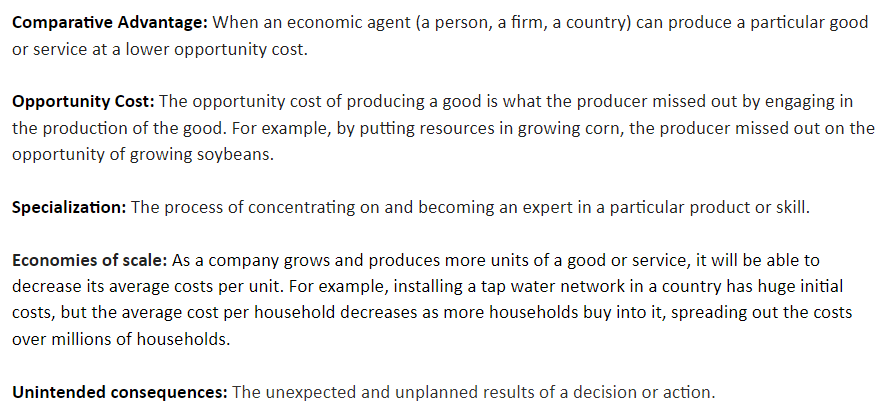 Comparative Advantage: When an economic agent (a person, a firm, a country) can produce a particular good
or service at a lower opportunity cost.
Opportunity Cost: The opportunity cost of producing a good is what the producer missed out by engaging in
the production of the good. For example, by putting resources in growing corn, the producer missed out on the
opportunity of growing soybeans.
Specialization: The process of concentrating on and becoming an expert in a particular product or skill.
Economies of scale: As a company grows and produces more units of a good or service, it will be able to
decrease its average costs per unit. For example, installing a tap water network in a country has huge initial
costs, but the average cost per household decreases as more households buy into it, spreading out the costs
over millions of households.
Unintended consequences: The unexpected and unplanned results of a decision or action.